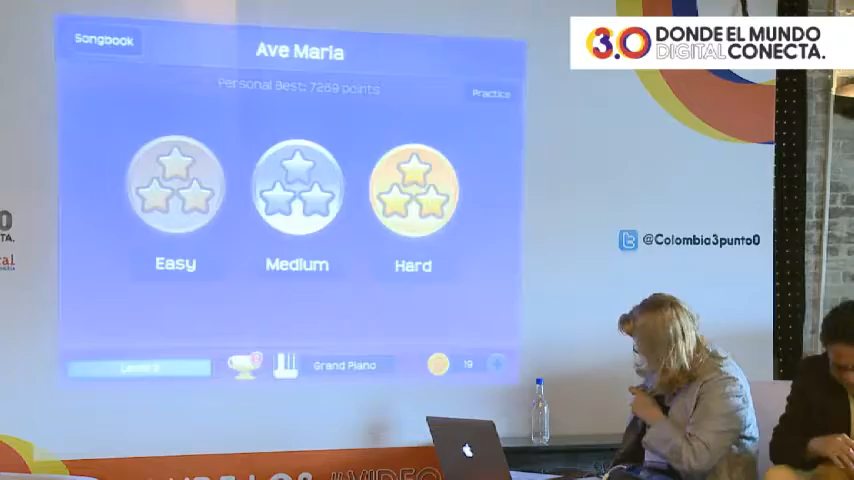 Songbook
Ave Maria
Personal Best: 7269 points
Practice
Easy
Medium
Hard
Grand Piano
19
3.0 DONDE EL MUNDO
DIGITAL CONECTA.
@Colombia3punto0